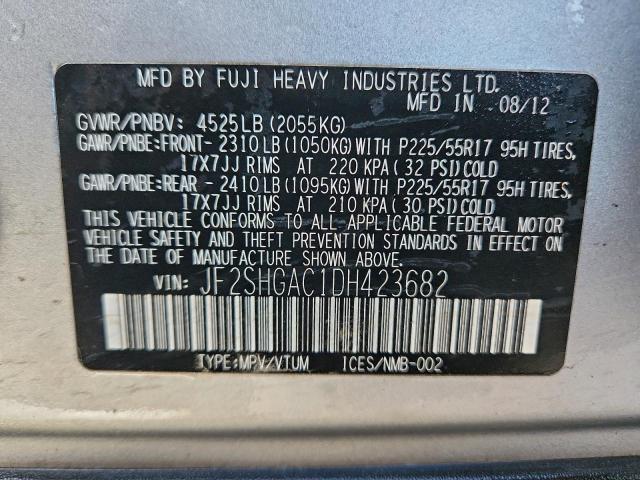 MFD BY FUJI HEAVY INDUSTRIES LTD.
MFD IN 08/12
GVWR/PNBV: 4525LB (2055KG)
GAWR/PNBE:FRONT- 2310LB (1050KG) WITH P225/55R17 95H TIRES,
17X7JJ RIMS AT 220 KPA (32 PSI) COLD
GAWR/PNBE:REAR - 2410LB (1095KG) WITH P225/55R17 95H TIRES,
17X7JJ RIMS AT 210 KPA (30 PSI) COLD
THIS VEHICLE CONFORMS TO ALL APPLICABLE FEDERAL MOTOR
VEHICLE SAFETY AND THEFT PREVENTION STANDARDS IN EFFECT ON
THE DATE OF MANUFACTURE SHOWN ABOVE.
VIN: JF2SHGAC1DH423682
TYPE:MPV/VTUM ICES/NMB-002